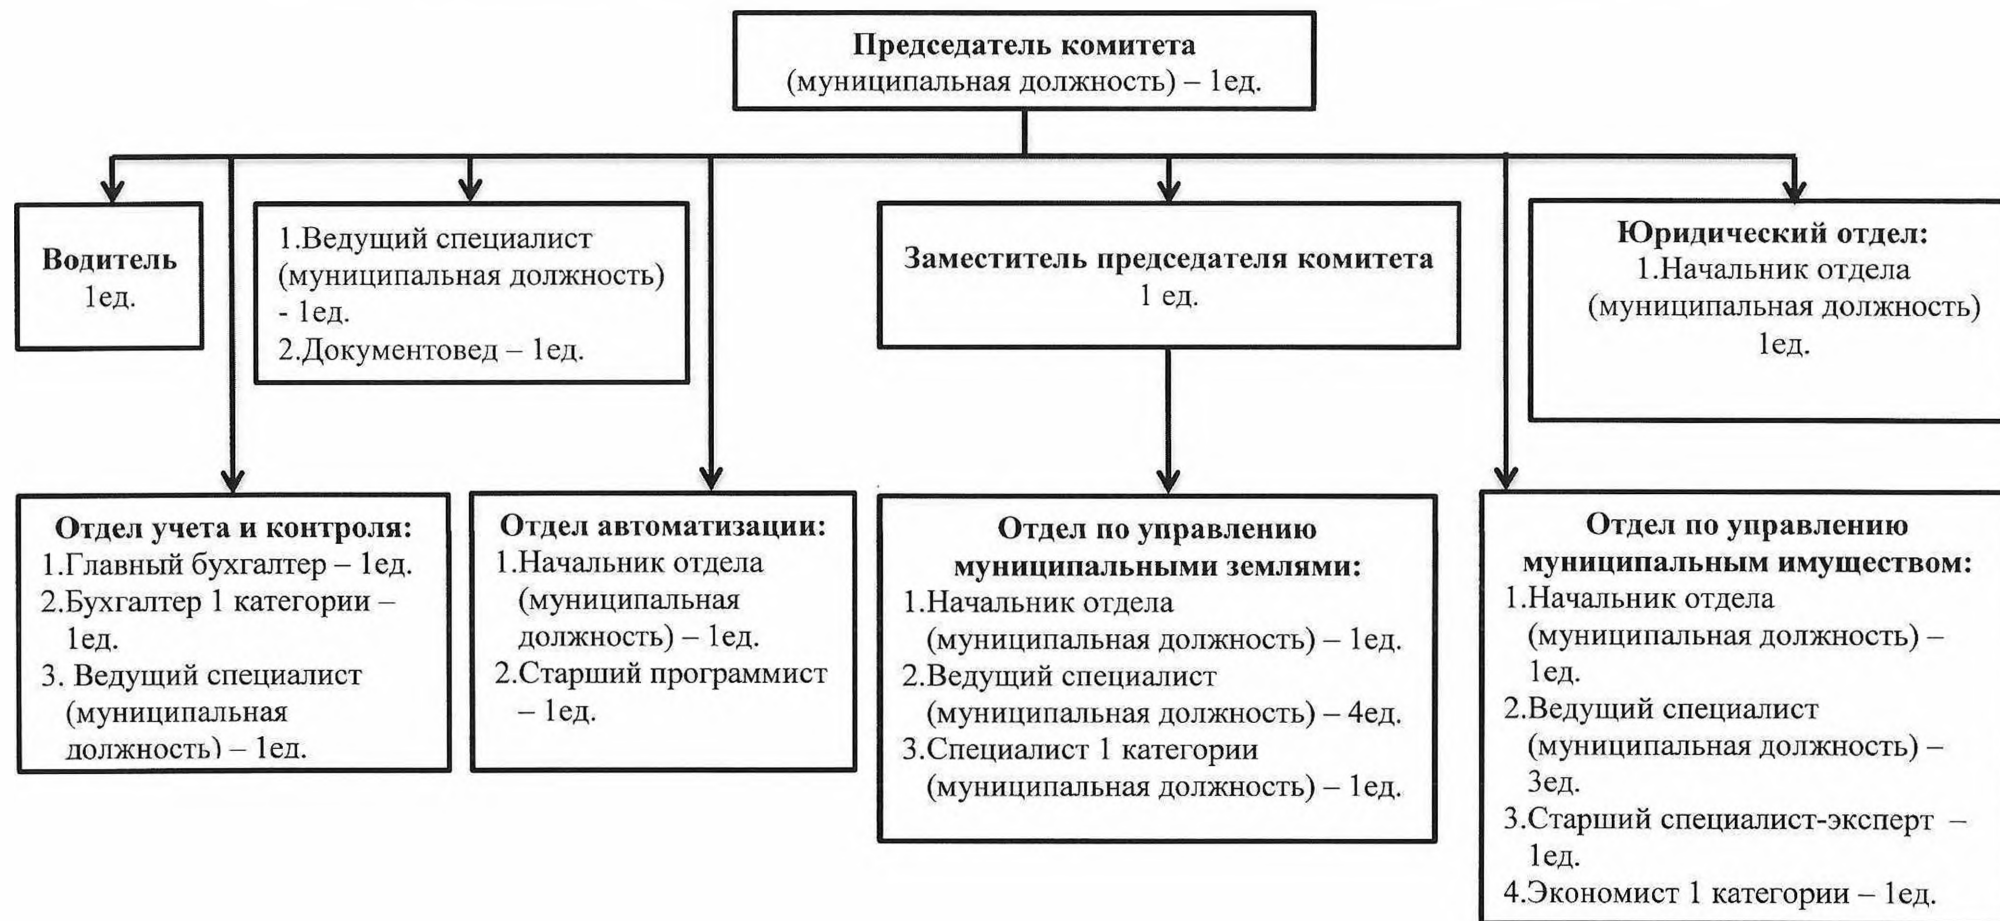 Председатель комитета
(муниципальная должность) – 1ед.
Водитель
1ед.
1.Ведущий специалист
(муниципальная должность)
- 1ед.
2.Документовед – 1ед.
Заместитель председателя комитета
1 ед.
Юридический отдел:
1.Начальник отдела
(муниципальная должность)
1ед.
Отдел учета и контроля:
1.Главный бухгалтер – 1ед.
2.Бухгалтер 1 категории –
1ед.
3. Ведущий специалист
(муниципальная
должность) – 1ед.
Отдел автоматизации:
1.Начальник отдела
(муниципальная
должность) – 1ед.
2.Старший программист
– 1ед.
Отдел по управлению
муниципальными землями:
1.Начальник отдела
(муниципальная должность) – 1ед.
2.Ведущий специалист
(муниципальная должность) – 4ед.
3.Специалист 1 категории
(муниципальная должность) – 1ед.
Отдел по управлению
муниципальным имуществом:
1.Начальник отдела
(муниципальная должность) –
1ед.
2.Ведущий специалист
(муниципальная должность) –
3ед.
3.Старший специалист-эксперт –
1ед.
4.Экономист 1 категории – 1ед.